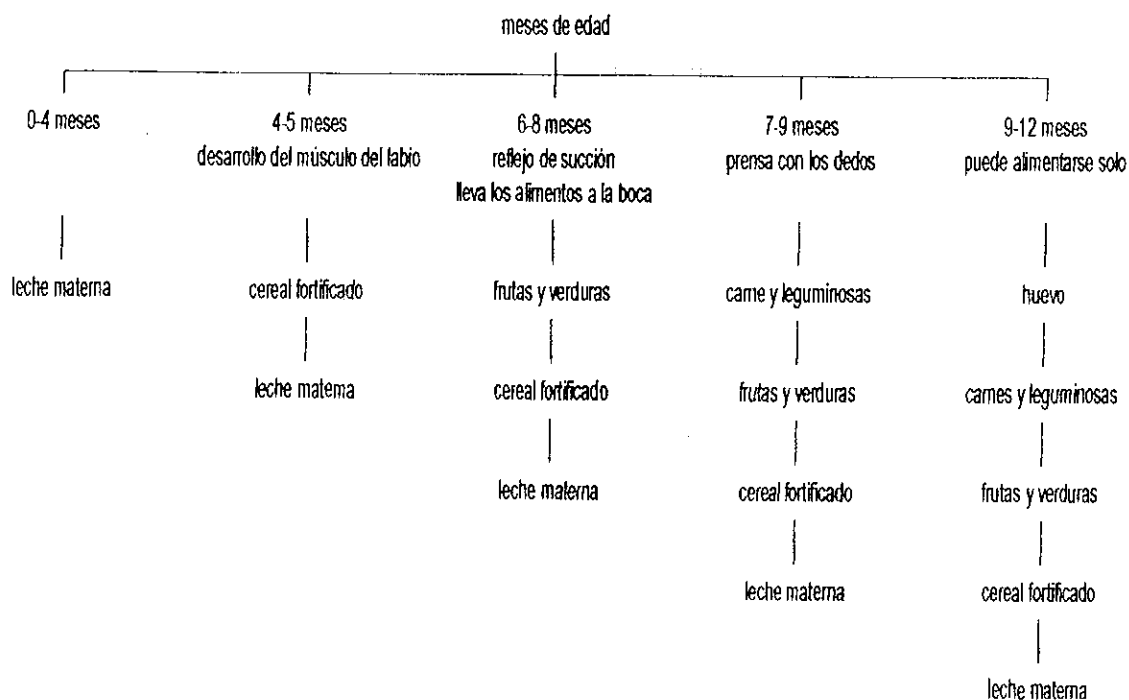 meses de edad
0-4 meses
4-5 meses
desarrollo del músculo del labio
6-8 meses
reflejo de succión
lleva los alimentos a la boca
7-9 meses
prensa con los dedos
9-12 meses
puede alimentarse solo
leche materna
cereal fortificado
frutas y verduras
carne y leguminosas
huevo
leche materna
cereal fortificado
frutas y verduras
carnes y leguminosas
leche materna
cereal fortificado
frutas y verduras
leche materna
cereal fortificado
leche materna